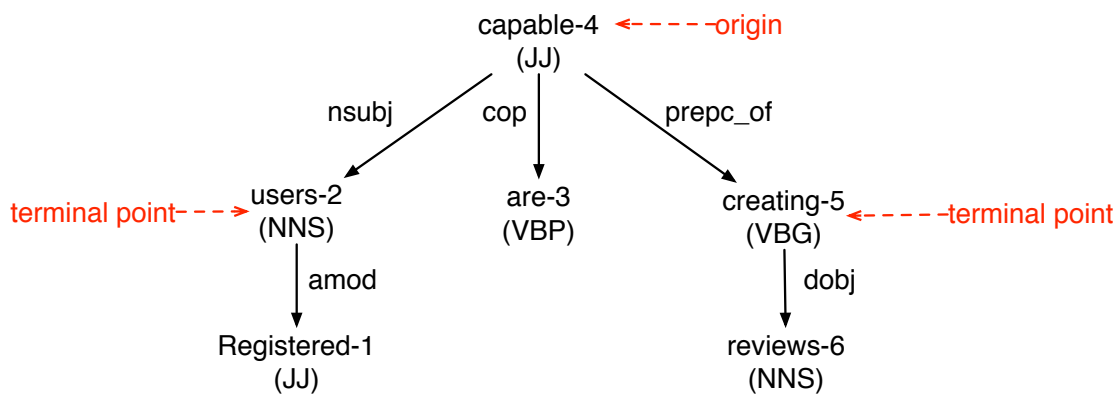 capable-4
(JJ)
origin
nsubj
cop
prepc_of
terminal point
users-2
(NNS)
are-3
(VBP)
creating-5
(VBG)
terminal point
amod
dobj
Registered-1
(JJ)
reviews-6
(NNS)